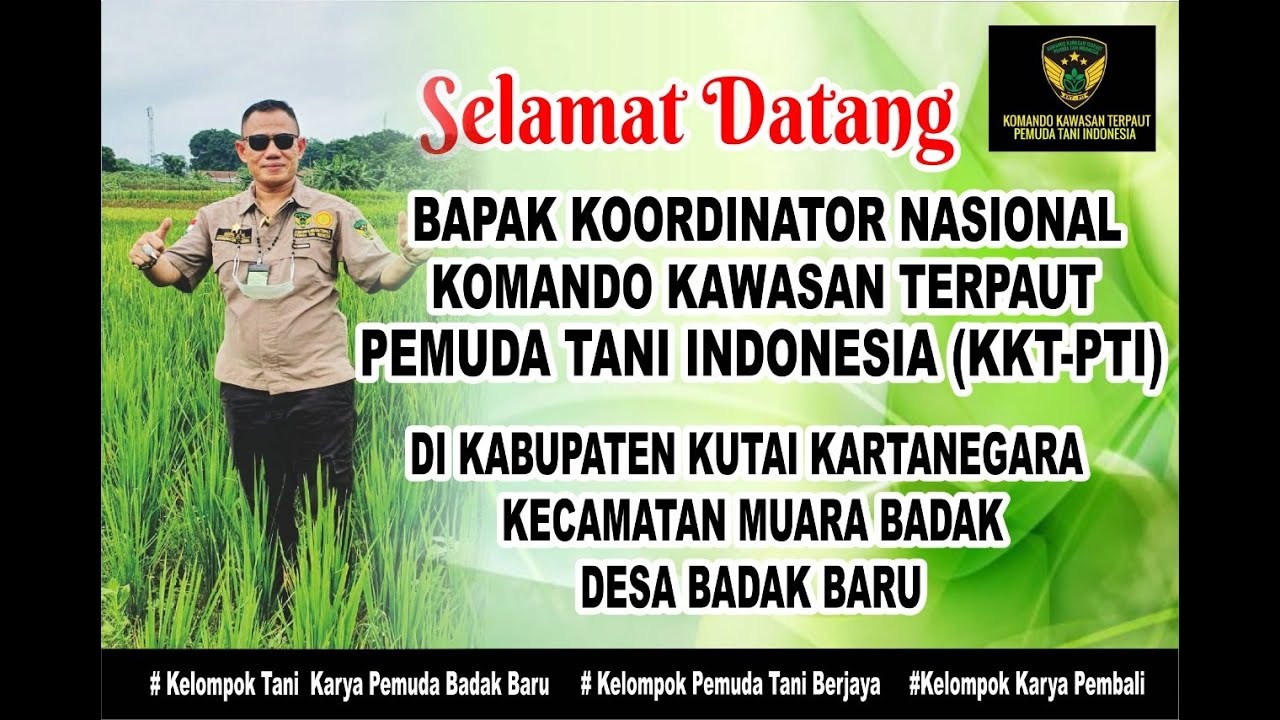 Selamat Datang
KOMANDO KAWASAN TERPAUT
PEMUDA TANI INDONESIA
BAPAK KOORDINATOR NASIONAL
KOMANDO KAWASAN TERPAUT
PEMUDA TANI INDONESIA (KKT-PTI)
DI KABUPATEN KUTAI KARTANEGARA
KECAMATAN MUARA BADAK
DESA BADAK BARU
# Kelompok Tani Karya Pemuda Badak Baru # Kelompok Pemuda Tani Berjaya #Kelompok Karya Pembali